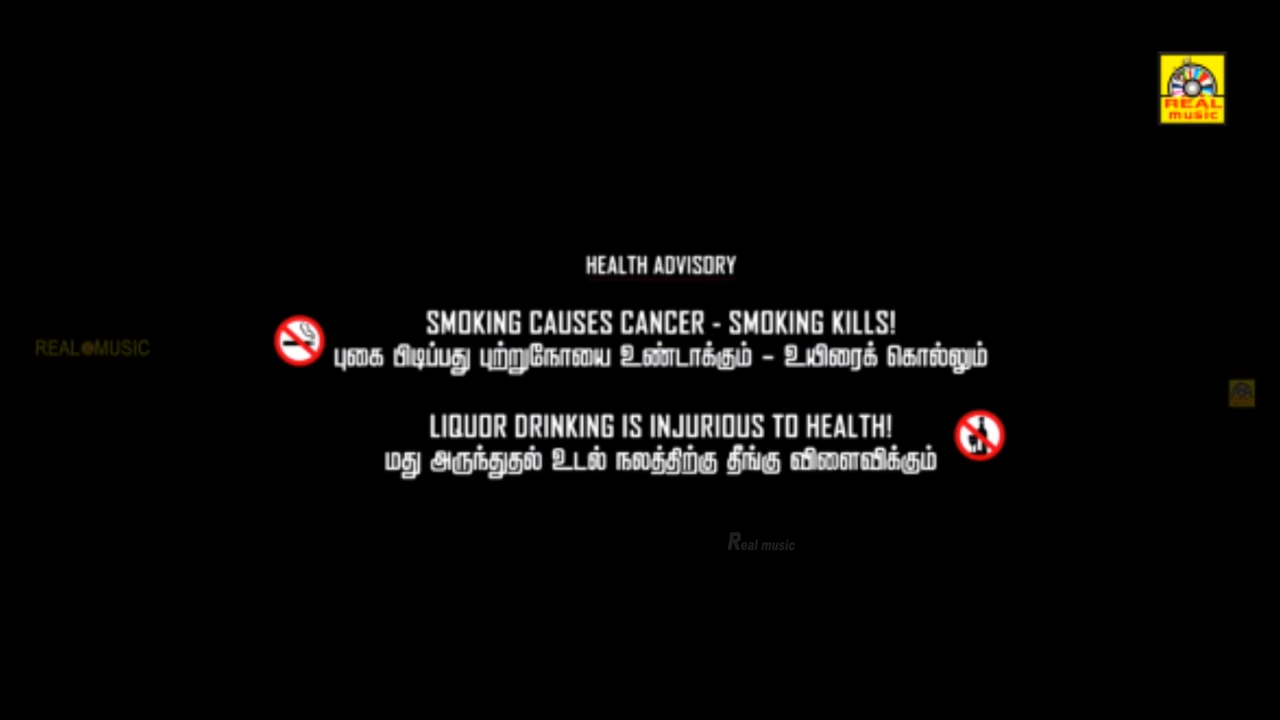 REAL
music
HEALTH ADVISORY
SMOKING CAUSES CANCER - SMOKING KILLS!
புகை பிடிப்பது புற்றுநோயை உண்டாக்கும் - உயிரைக் கொல்லும்
REAL MUSIC
LIQUOR DRINKING IS INJURIOUS TO HEALTH!
மது அருந்துதல் உடல் நலத்திற்கு தீங்கு விளைவிக்கும்
Real music